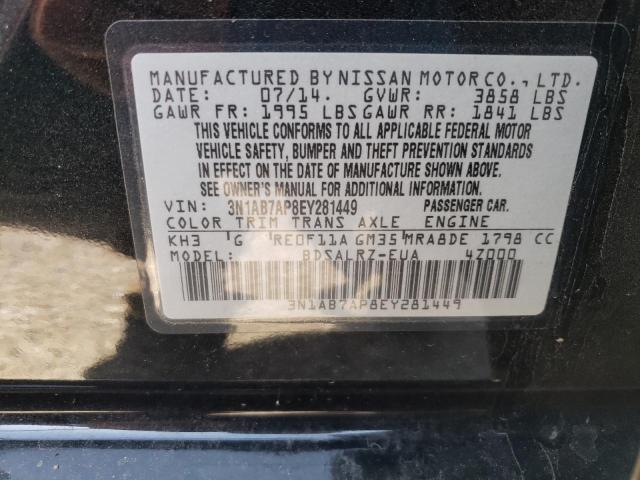 MANUFACTURED BY NISSAN MOTOR CO., LTD.
DATE: 07/14. GVWR: 3858 LBS
GAWR FR: 1995 LBS GAWR RR: 1841 LBS
THIS VEHICLE CONFORMS TO ALL APPLICABLE FEDERAL MOTOR
VEHICLE SAFETY, BUMPER AND THEFT PREVENTION STANDARDS
IN EFFECT ON THE DATE OF MANUFACTURE SHOWN ABOVE.
SEE OWNER'S MANUAL FOR ADDITIONAL INFORMATION.
VIN: 3N1AB7AP8EY281449 PASSENGER CAR.
COLOR TRIM TRANS AXLE ENGINE
KH3 G RE0F11A GM35 MRA8DE 1798 CC
MODEL: BDSALRZ-EUA 4Z000
3N1AB7AP8EY281449